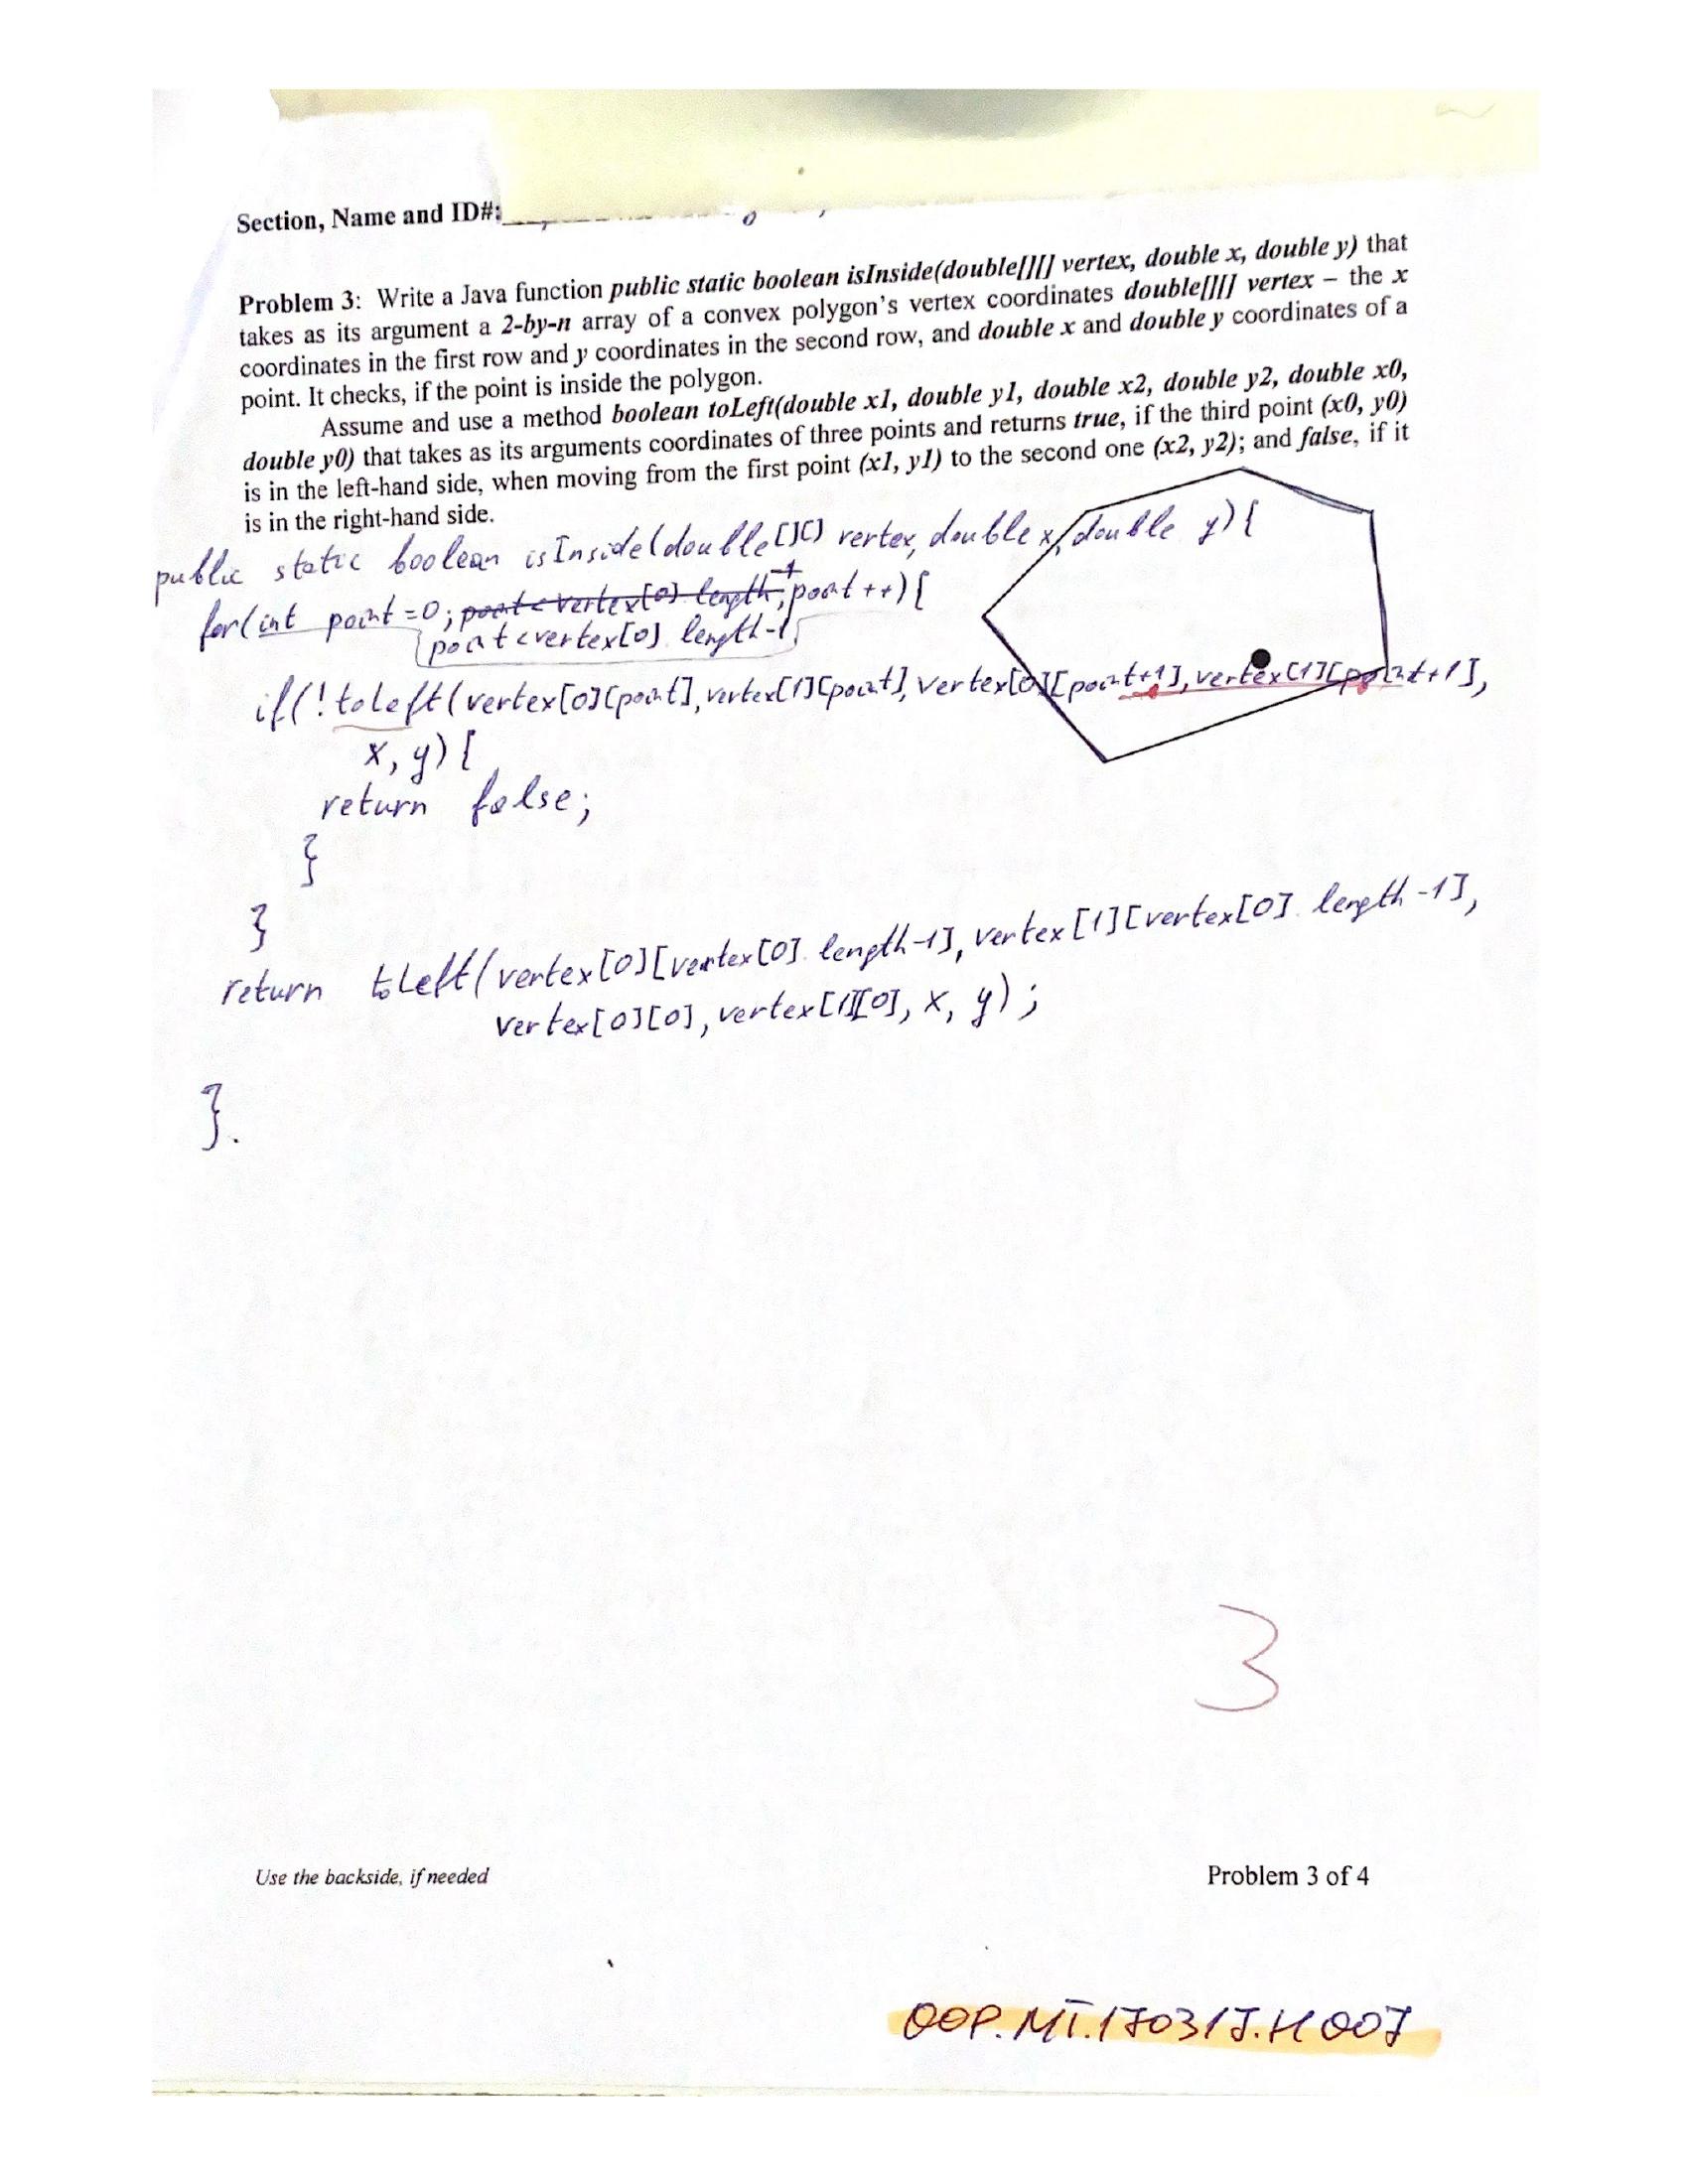 Section, Name and ID#:
Problem 3: Write a Java function public static boolean isInside(double[][] vertex, double x, double y) that
takes as its argument a 2-by-n array of a convex polygon's vertex coordinates double[][] vertex – the x
coordinates in the first row and y coordinates in the second row, and double x and double y coordinates of a
point. It checks, if the point is inside the polygon.
Assume and use a method boolean toLeft(double x1, double y1, double x2, double y2, double x0,
double y0) that takes as its arguments coordinates of three points and returns true, if the third point (x0, y0)
is in the left-hand side, when moving from the first point (x1, y1) to the second one (x2, y2); and false, if it
is in the right-hand side.
public static boolean isInside(double[][] vertex, double x, double y){
for(int point=0; point<vertex[0].length-1; point++){
point<vertex[0].length-1;
if(!toLeft(vertex[0][point], vertex[1][point], vertex[0][point+1], vertex[1][point+1],
x, y){
return false;
}
}
return toLeft(vertex[0][vertex[0].length-1], vertex[1][vertex[0].length-1],
vertex[0][0], vertex[1][0], x, y);
}.
3
Use the backside, if needed
Problem 3 of 4
OOP.MT.170317.H007